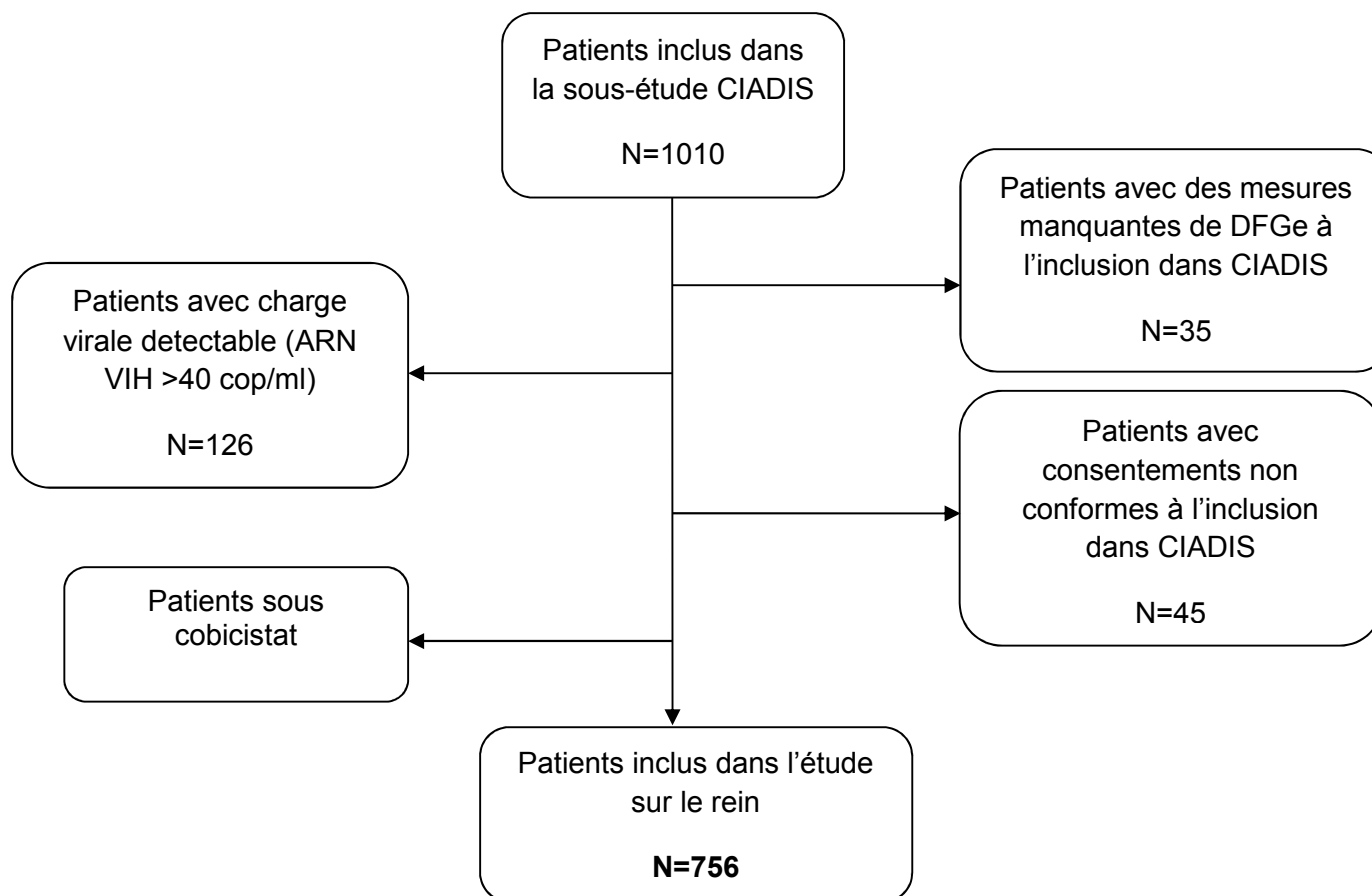 Patients inclus dans
la sous-étude CIADIS
N=1010
Patients avec des mesures
manquantes de DFGe à
l'inclusion dans CIADIS
N=35
Patients avec charge
virale detectable (ARN
VIH >40 cop/ml)
N=126
Patients avec
consentements non
conformes à l'inclusion
dans CIADIS
N=45
Patients sous
cobicistat
Patients inclus dans l'étude
sur le rein
N=756